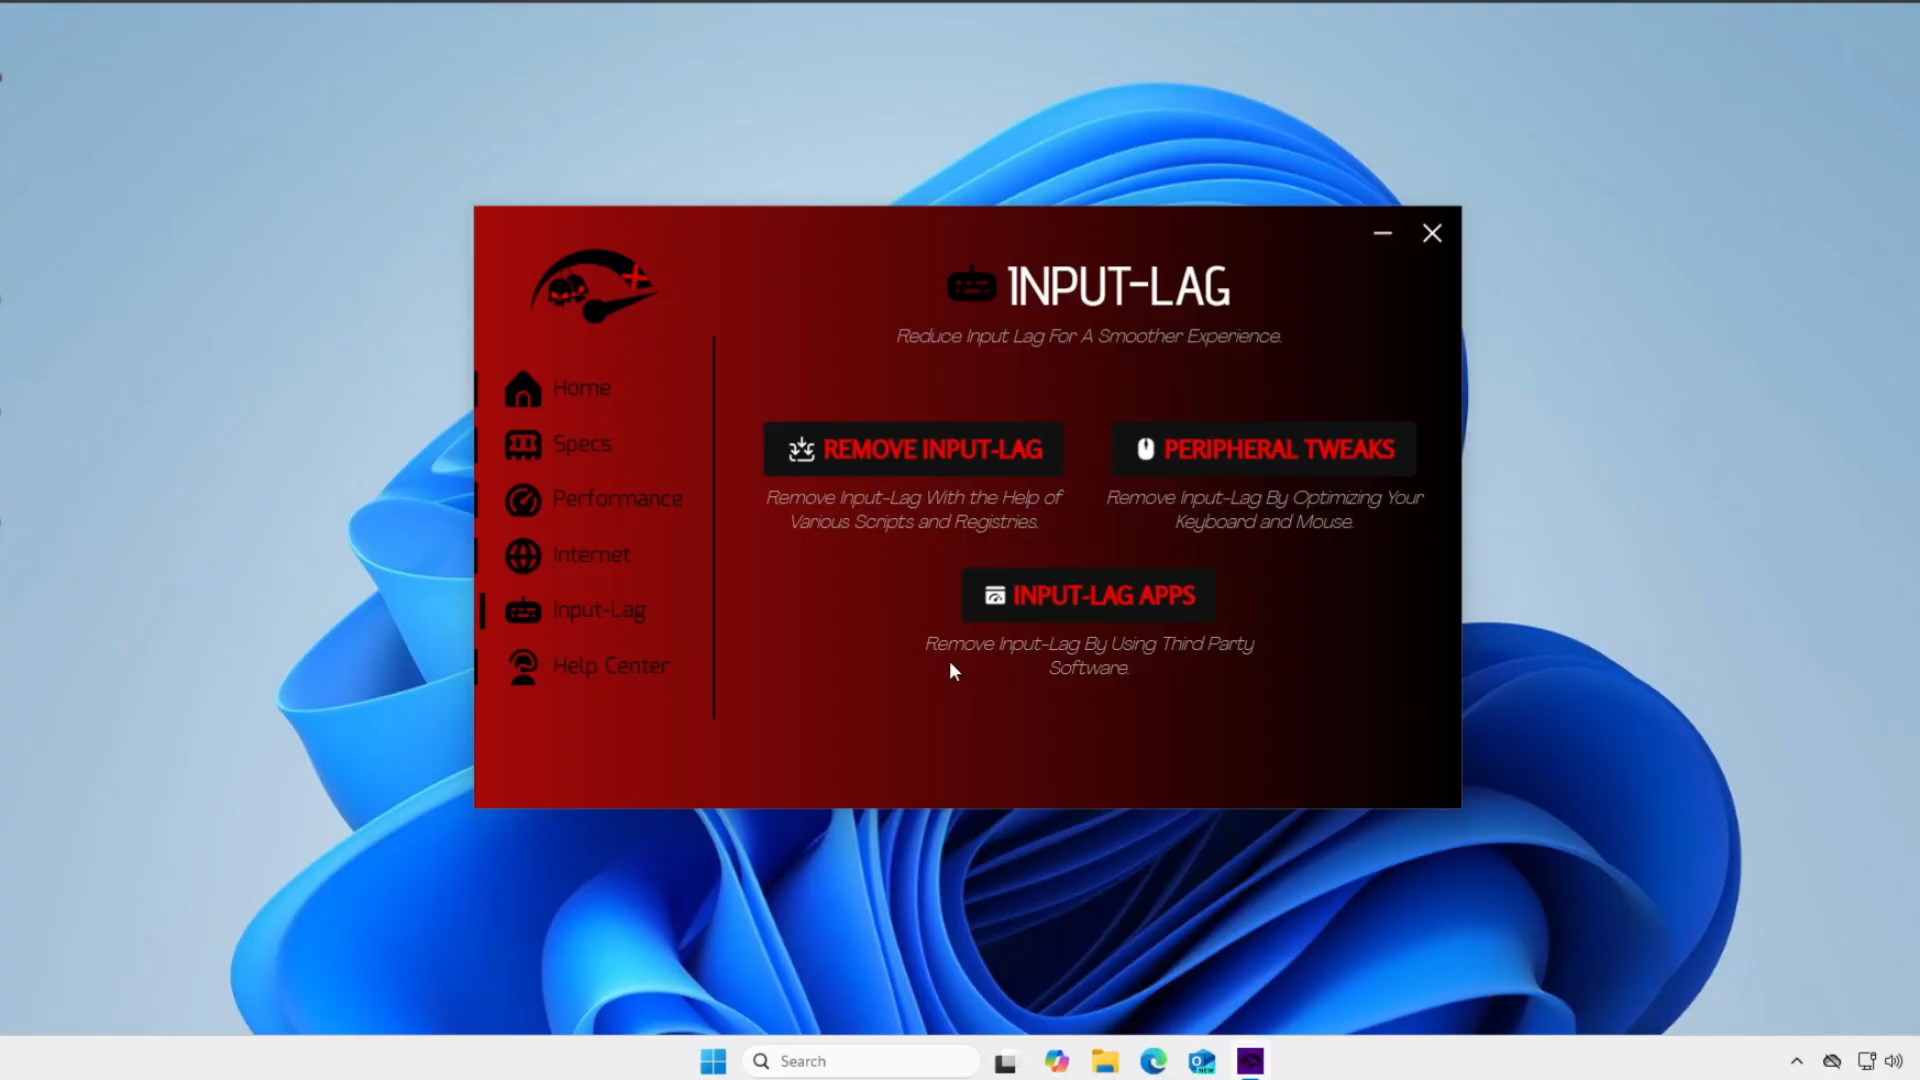 INPUT-LAG
Reduce Input Lag For A Smoother Experience.
Home
Specs
Performance
Internet
Input-Lag
Help Center
REMOVE INPUT-LAG
Remove Input-Lag With the Help of
Various Scripts and Registries.
PERIPHERAL TWEAKS
Remove Input-Lag By Optimizing Your
Keyboard and Mouse.
INPUT-LAG APPS
Remove Input-Lag By Using Third Party
Software.
Search
NEW